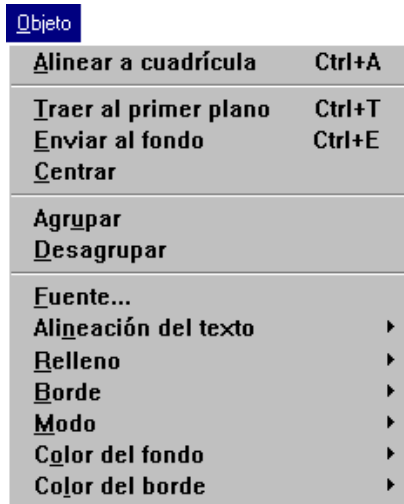 Objeto
Alinear a cuadrícula Ctrl+A
Traer al primer plano Ctrl+T
Enviar al fondo Ctrl+E
Centrar
Agrupar
Desagrupar
Fuente...
Alineación del texto
Relleno
Borde
Modo
Color del fondo
Color del borde